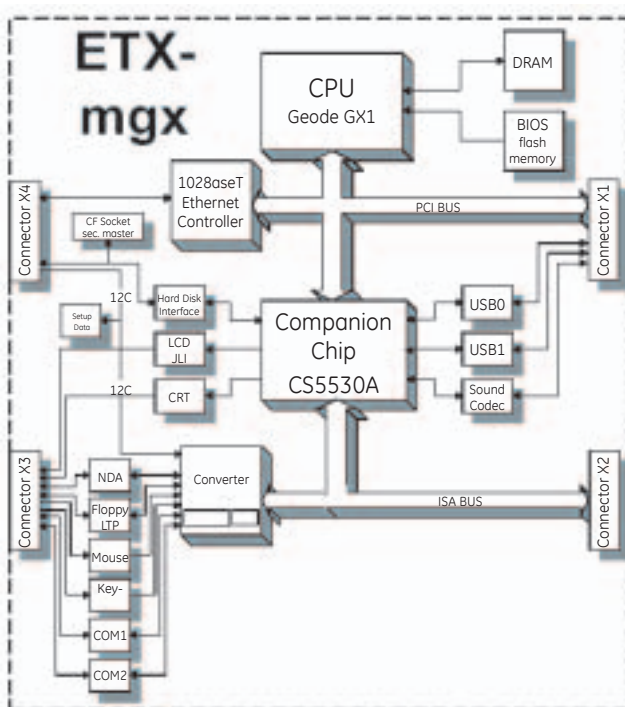 ETX-
mgx
CPU
Geode GX1
DRAM
BIOS
flash
memory
Connector X4
1028aseT
Ethernet
Controller
PCI BUS
Connector X1
CF Socket
sec. master
12C
Hard Disk
Interface
Setup
Data
LCD
JLI
12C
CRT
Companion
Chip
CS5530A
USB0
USB1
Sound
Codec
Connector X3
NDA
Floppy
LTP
Mouse
Key-
COM1
COM2
Converter
ISA BUS
Connector X2